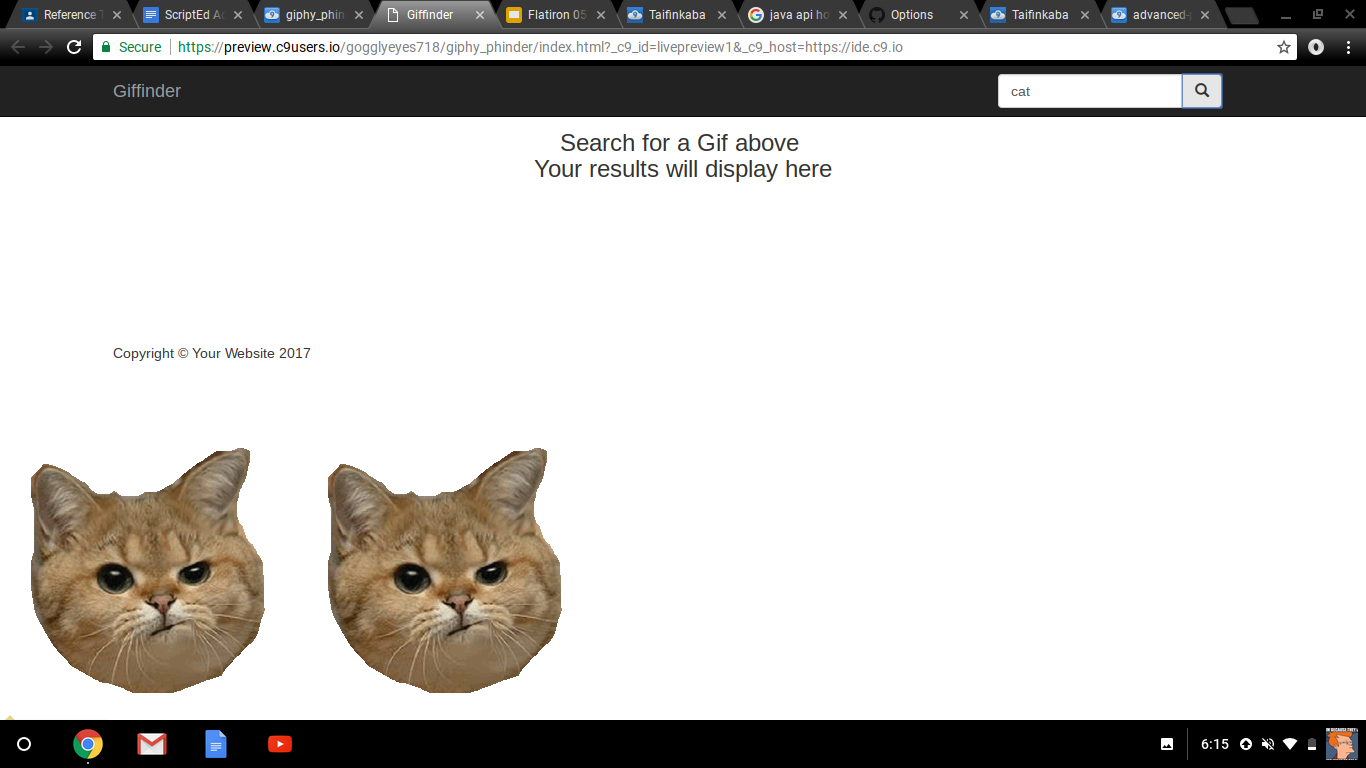 Reference T
ScriptEd Ac
giphy_phin
Giffinder
Flatiron 05
Taifinkaba
java api ho
Options
Taifinkaba
advanced-
Secure https://preview.c9users.io/gogglyeyes718/giphy_phinder/index.html?_c9_id=livepreview1&_c9_host=https://ide.c9.io
Giffinder
cat
Search for a Gif above
Your results will display here
Copyright © Your Website 2017
6:15